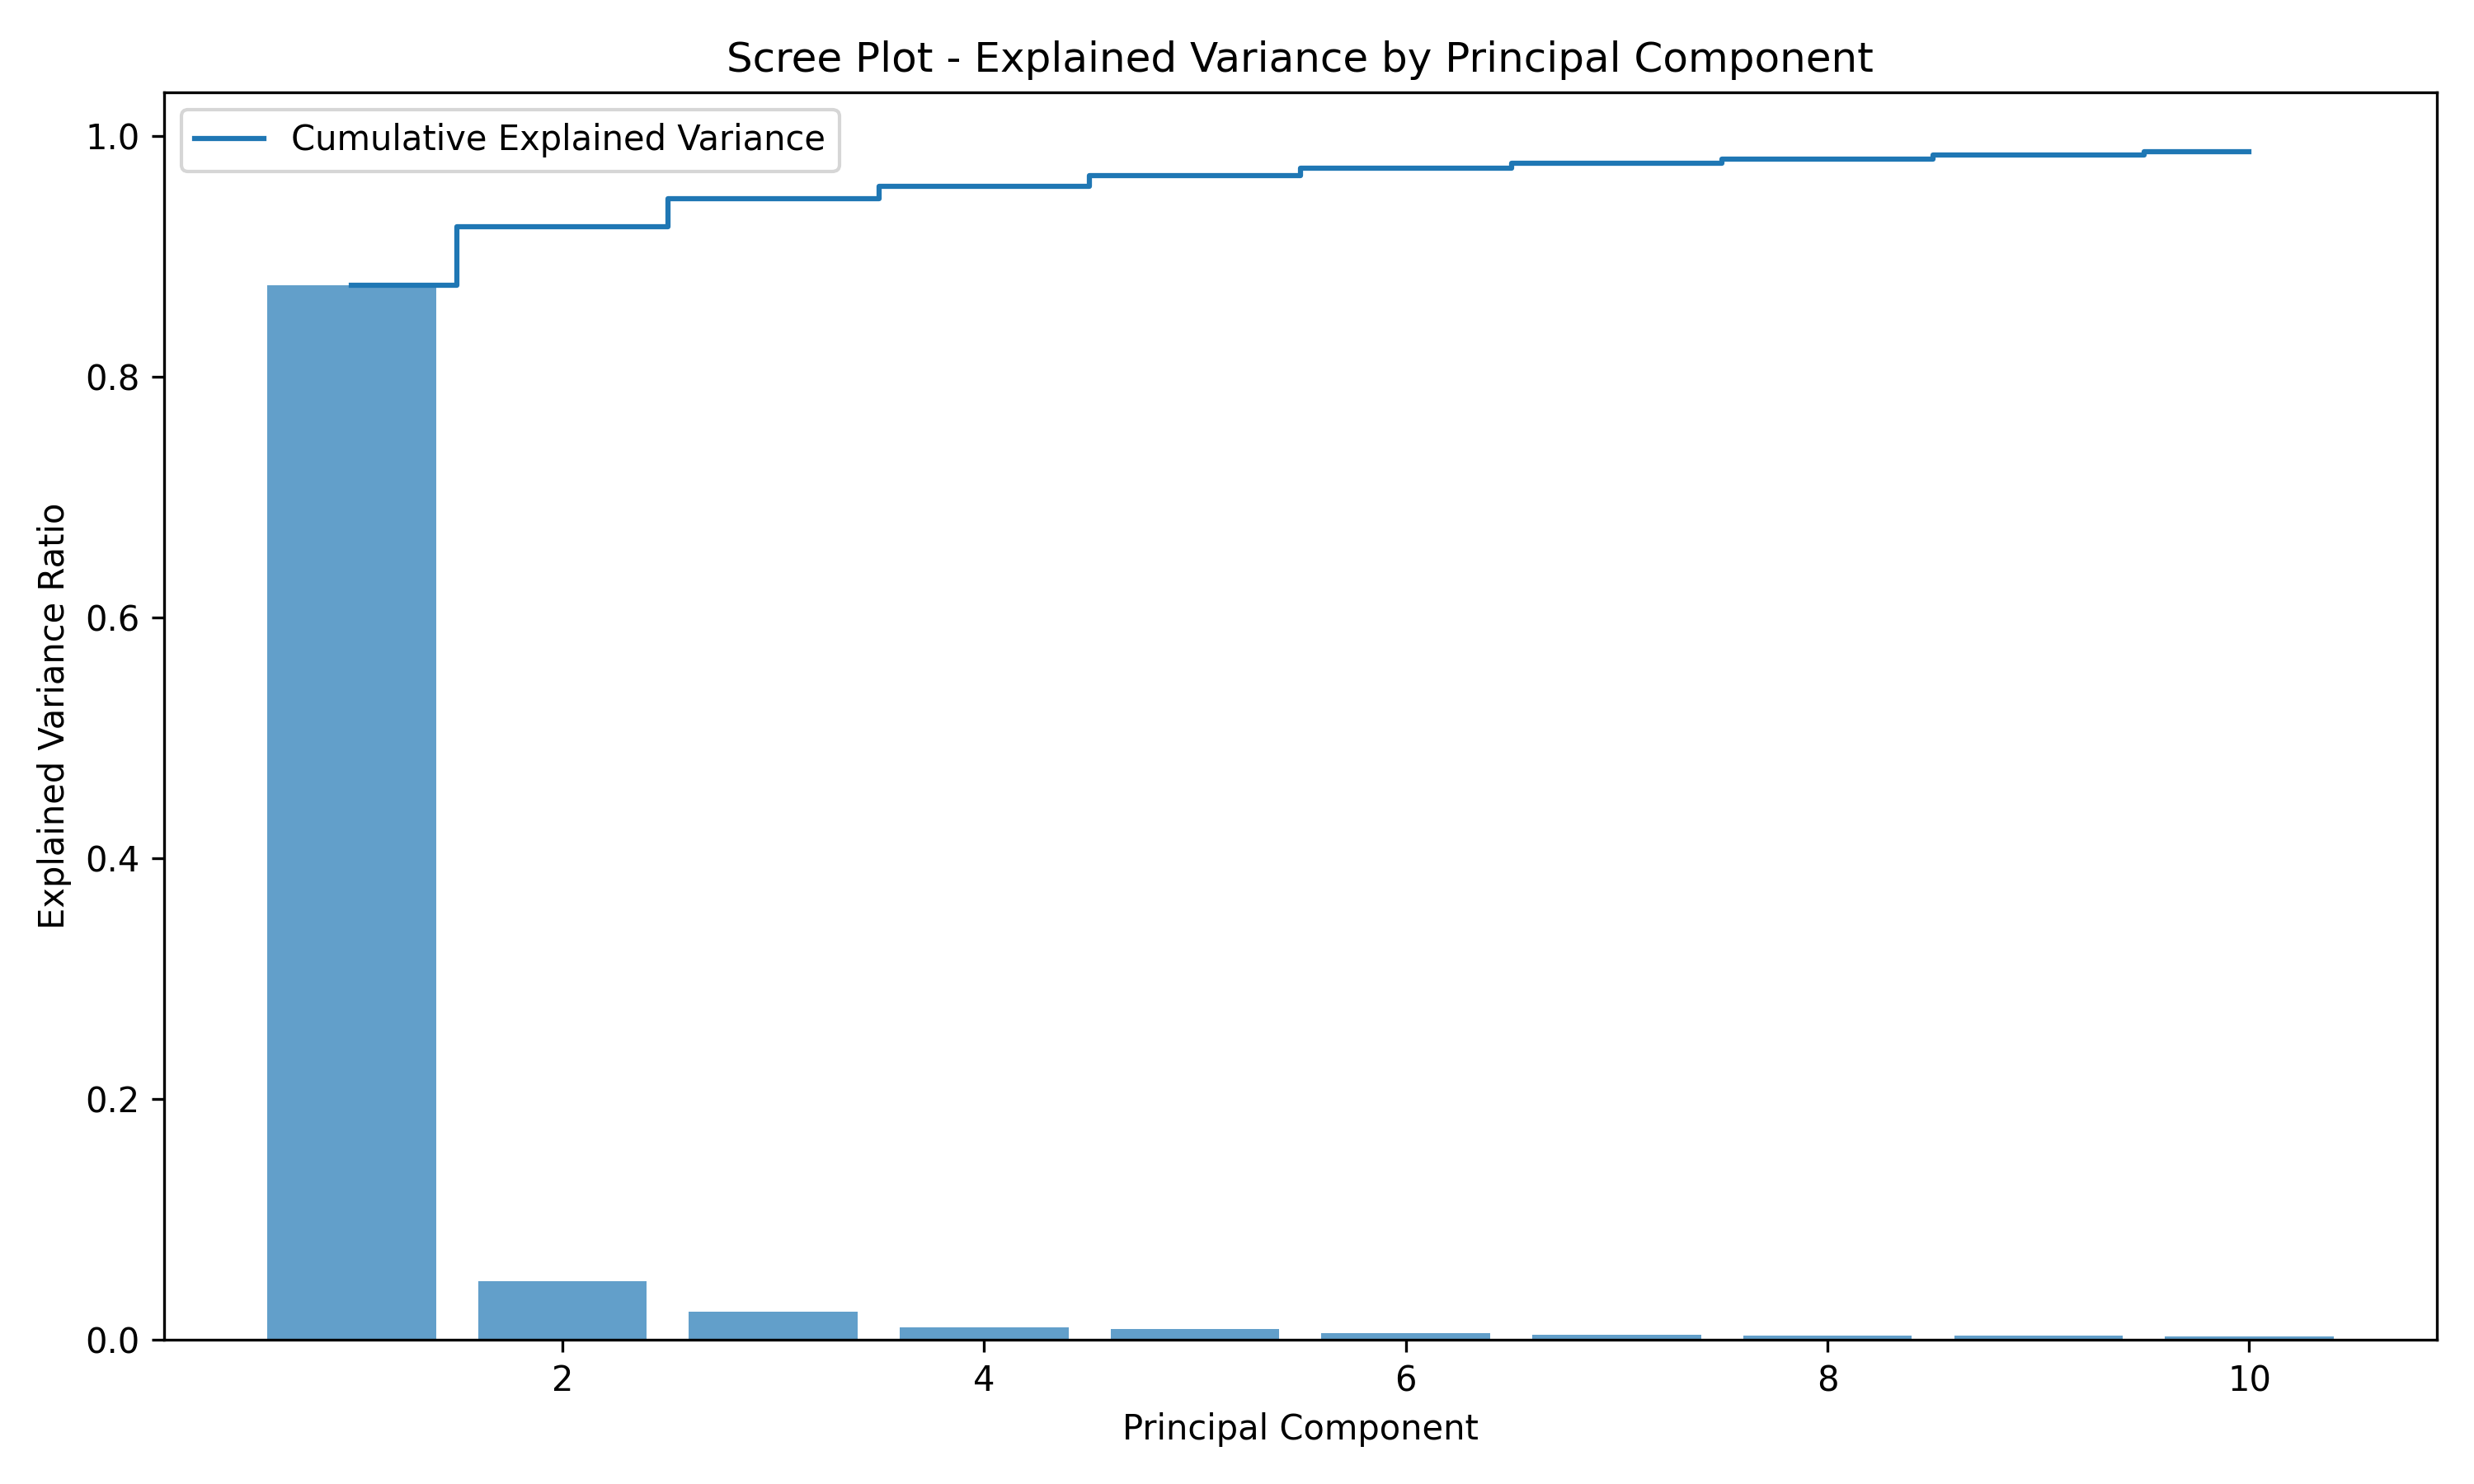 Scree Plot - Explained Variance by Principal Component
Cumulative Explained Variance
Explained Variance Ratio
1.0
0.8
0.6
0.4
0.2
0.0
2 4 6 8 10
Principal Component